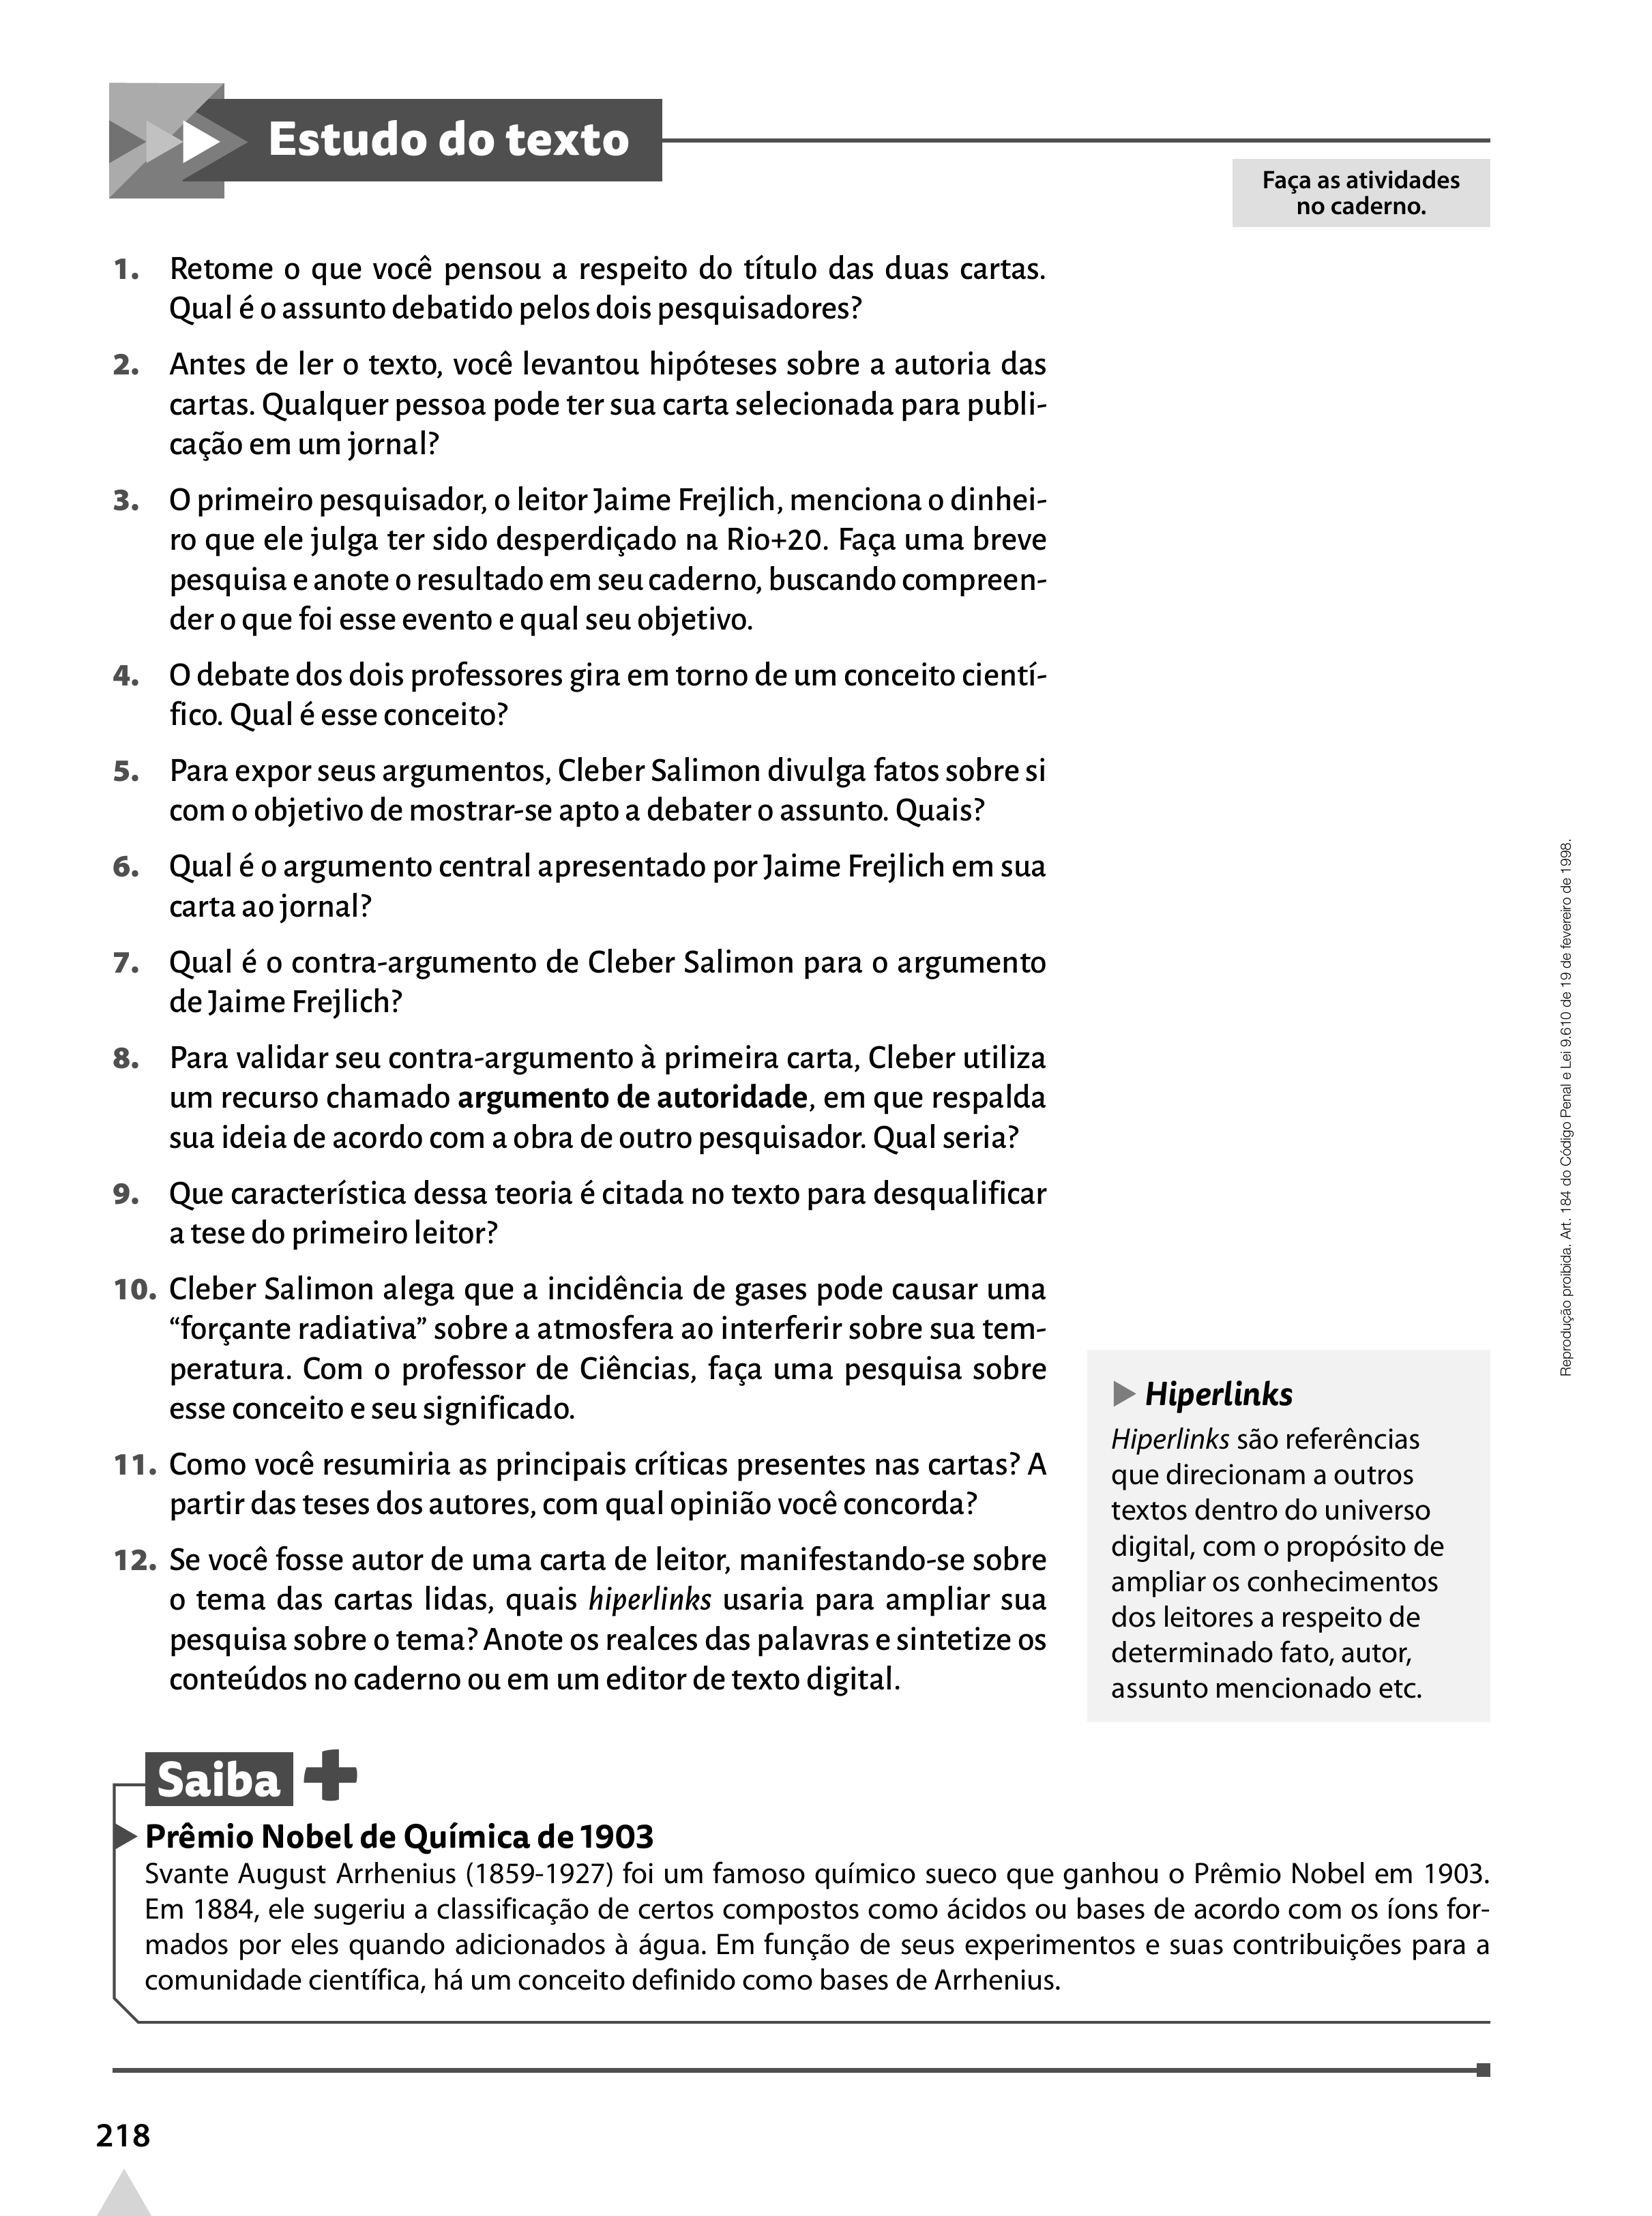 Estudo do texto
Faça as atividades
no caderno.
1. Retome o que você pensou a respeito do título das duas cartas.
Qual é o assunto debatido pelos dois pesquisadores?
2. Antes de ler o texto, você levantou hipóteses sobre a autoria das
cartas. Qualquer pessoa pode ter sua carta selecionada para publi-
cação em um jornal?
3. O primeiro pesquisador, o leitor Jaime Frejlich, menciona o dinhei-
ro que ele julga ter sido desperdiçado na Rio+20. Faça uma breve
pesquisa e anote o resultado em seu caderno, buscando compreen-
der o que foi esse evento e qual seu objetivo.
4. O debate dos dois professores gira em torno de um conceito cientí-
fico. Qual é esse conceito?
5. Para expor seus argumentos, Cleber Salimon divulga fatos sobre si
com o objetivo de mostrar-se apto a debater o assunto. Quais?
6. Qual é o argumento central apresentado por Jaime Frejlich em sua
carta ao jornal?
7. Qual é o contra-argumento de Cleber Salimon para o argumento
de Jaime Frejlich?
8. Para validar seu contra-argumento à primeira carta, Cleber utiliza
um recurso chamado argumento de autoridade, em que respalda
sua ideia de acordo com a obra de outro pesquisador. Qual seria?
9. Que característica dessa teoria é citada no texto para desqualificar
a tese do primeiro leitor?
10. Cleber Salimon alega que a incidência de gases pode causar uma
“forçante radiativa” sobre a atmosfera ao interferir sobre sua tem-
peratura. Com o professor de Ciências, faça uma pesquisa sobre
esse conceito e seu significado.
11. Como você resumiria as principais críticas presentes nas cartas? A
partir das teses dos autores, com qual opinião você concorda?
12. Se você fosse autor de uma carta de leitor, manifestando-se sobre
o tema das cartas lidas, quais hiperlinks usaria para ampliar sua
pesquisa sobre o tema? Anote os realces das palavras e sintetize os
conteúdos no caderno ou em um editor de texto digital.
Hiperlinks
Hiperlinks são referências
que direcionam a outros
textos dentro do universo
digital, com o propósito de
ampliar os conhecimentos
dos leitores a respeito de
determinado fato, autor,
assunto mencionado etc.
Reprodução proibida. Art. 184 do Código Penal e Lei 9.610 de 19 de fevereiro de 1998.
Saiba +
Prêmio Nobel de Química de 1903
Svante August Arrhenius (1859-1927) foi um famoso químico sueco que ganhou o Prêmio Nobel em 1903.
Em 1884, ele sugeriu a classificação de certos compostos como ácidos ou bases de acordo com os íons for-
mados por eles quando adicionados à água. Em função de seus experimentos e suas contribuições para a
comunidade científica, há um conceito definido como bases de Arrhenius.
218